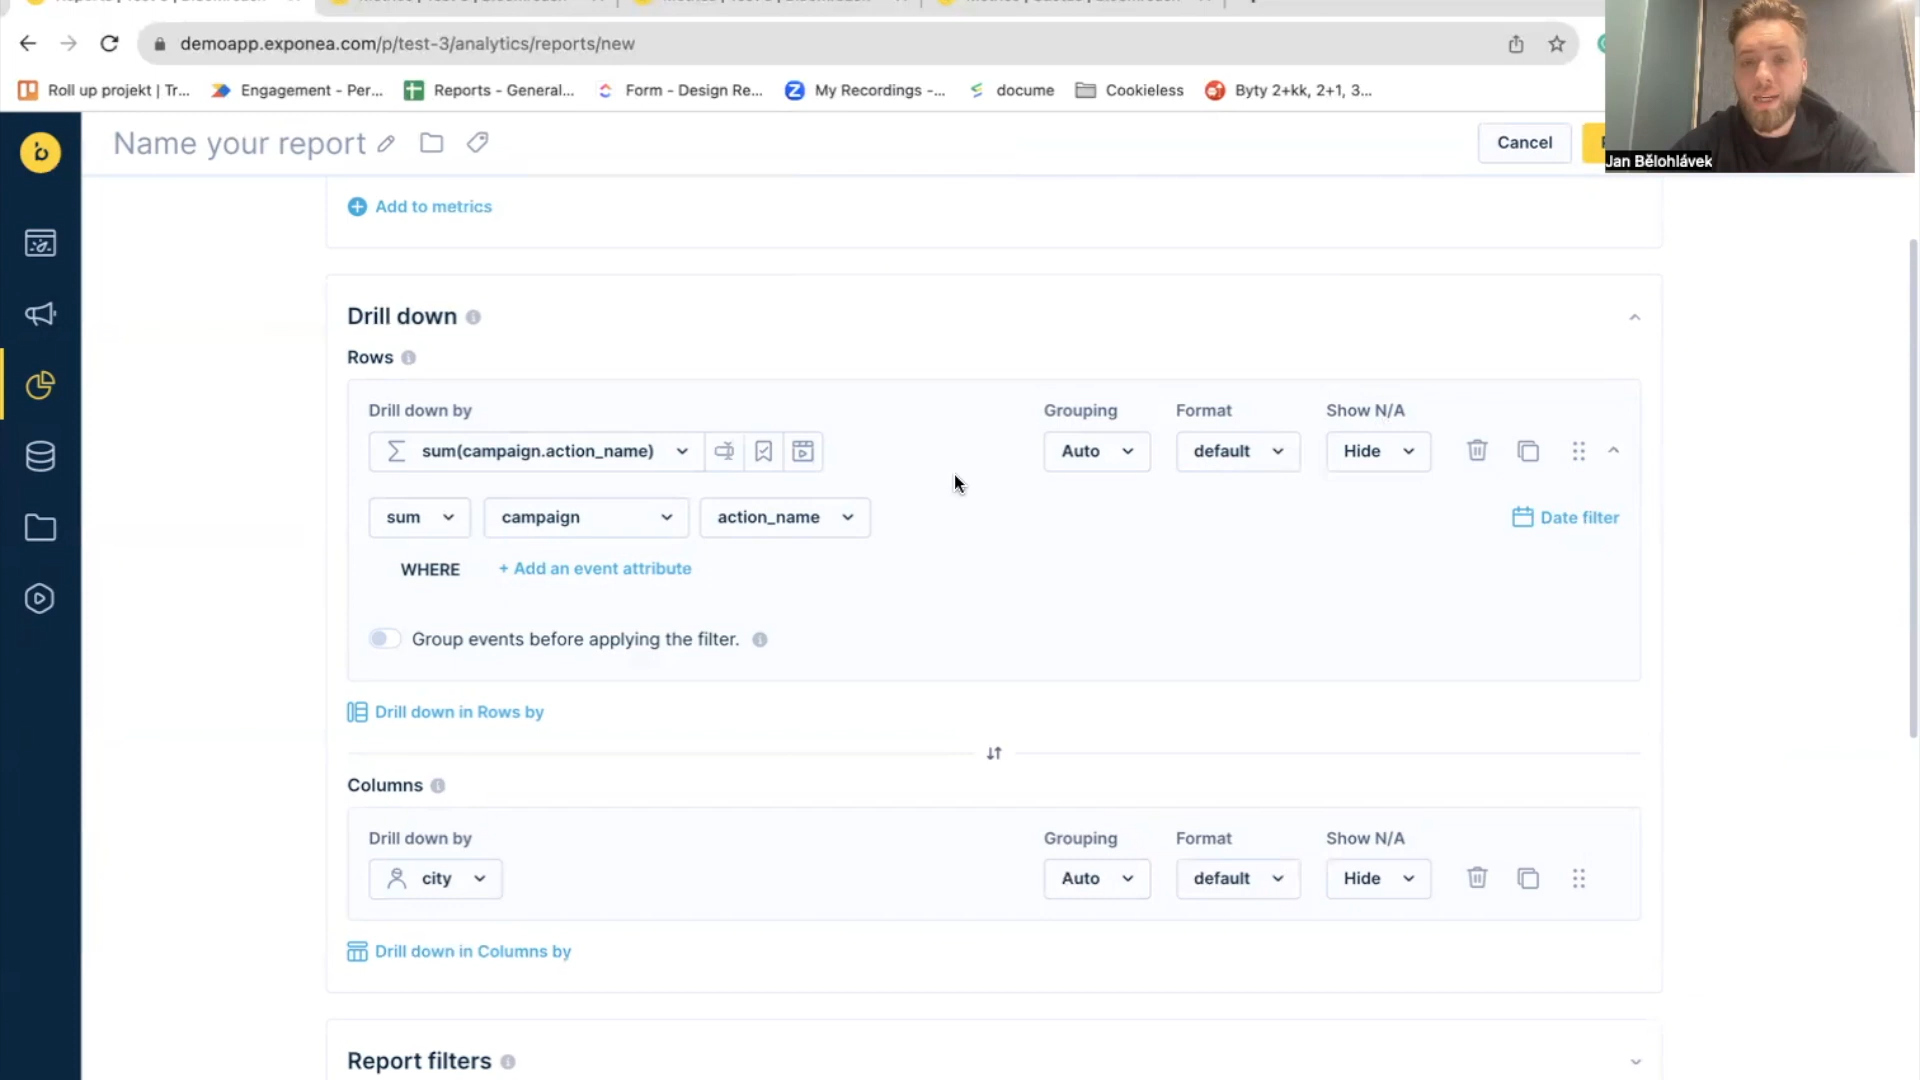 demoapp.exponea.com/p/test-3/analytics/reports/new
Roll up projekt | Tr... Engagement - Per... Reports - General... Form - Design Re... My Recordings -... docume Cookieless Byty 2+kk, 2+1, 3...
Name your report Cancel
Jan Bělohlávek
Add to metrics
Drill down
Rows
Drill down by Grouping Format Show N/A
sum(campaign.action_name) Auto default Hide
sum campaign action_name Date filter
WHERE + Add an event attribute
Group events before applying the filter.
Drill down in Rows by
Columns
Drill down by Grouping Format Show N/A
city Auto default Hide
Drill down in Columns by
Report filters